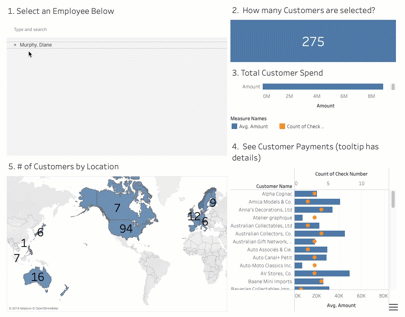 1. Select an Employee Below
Type and search
+ Murphy, Diane
2. How many Customers are selected?
275
3. Total Customer Spend
Amount
0M 2M 4M 6M 8M
Amount
Measure Names
Avg. Amount
Count of Check ..
4. See Customer Payments (tooltip has
details)
Count of Check Number
0 5 10
Customer Name
Alpha Cognac
Amica Models & Co.
Anna's Decorations, Ltd
Atelier graphique
Australian Collectables, Ltd
Australian Collectors, Co.
Australian Gift Network, ..
Auto Associés & Cie.
Auto Canal+ Petit
Auto-Moto Classics Inc.
AV Stores, Co.
Baane Mini Imports
Bavarian Collectables Imp..
0K 20K 40K 60K 80K
Avg. Amount
5. # of Customers by Location
7
94
9
12
6
6
1
7
16